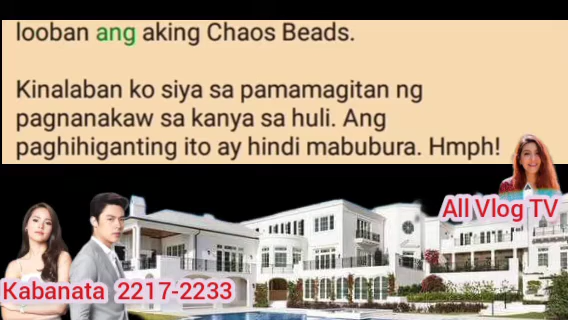 looban ang aking Chaos Beads.
Kinalaban ko siya sa pamamagitan ng
pagnanakaw sa kanya sa huli. Ang
paghihiganting ito ay hindi mabubura. Hmph!
All Vlog TV
Kabanata 2217-2233